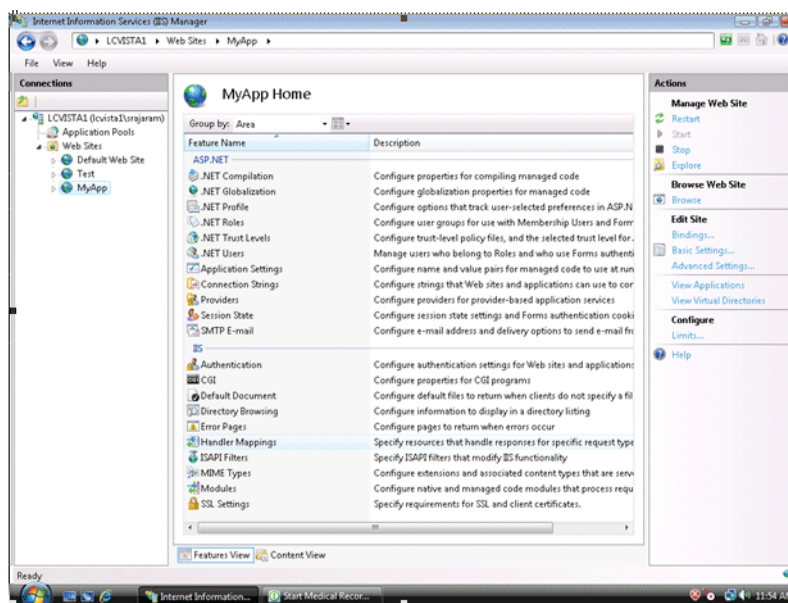 Internet Information Services (IIS) Manager
LCVISTA1 Web Sites MyApp
File View Help
Connections
LCVISTA1 (lcvista1\srajaram)
Application Pools
Web Sites
Default Web Site
Test
MyApp
MyApp Home
Group by: Area
Feature Name Description
ASP.NET
.NET Compilation Configure properties for compiling managed code
.NET Globalization Configure globalization properties for managed code
.NET Profile Configure options that track user-selected preferences in ASP.N
.NET Roles Configure user groups for use with Membership Users and Form
.NET Trust Levels Configure trust-level policy files, and the selected trust level for
.NET Users Manage users who belong to Roles and who use Forms authenti
Application Settings Configure name and value pairs for managed code to use at run
Connection Strings Configure strings that Web sites and applications can use to cor
Providers Configure providers for provider-based application services
Session State Configure session state settings and Forms authentication cooki
SMTP E-mail Configure e-mail address and delivery options to send e-mail fro
IIS
Authentication Configure authentication settings for Web sites and applications
CGI Configure properties for CGI programs
Default Document Configure default files to return when clients do not specify a fil
Directory Browsing Configure information to display in a directory listing
Error Pages Configure pages to return when errors occur
Handler Mappings Specify resources that handle responses for specific request type
ISAPI Filters Specify ISAPI filters that modify IIS functionality
MIME Types Configure extensions and associated content types that are serv
Modules Configure native and managed code modules that process requ
SSL Settings Specify requirements for SSL and client certificates.
Features View Content View
Actions
Manage Web Site
Restart
Start
Stop
Explore
Browse Web Site
Browse
Edit Site
Bindings...
Basic Settings...
Advanced Settings...
View Applications
View Virtual Directories
Configure
Limits...
Help
Ready
Internet Information... Start Medical Recor... 11:54 AM